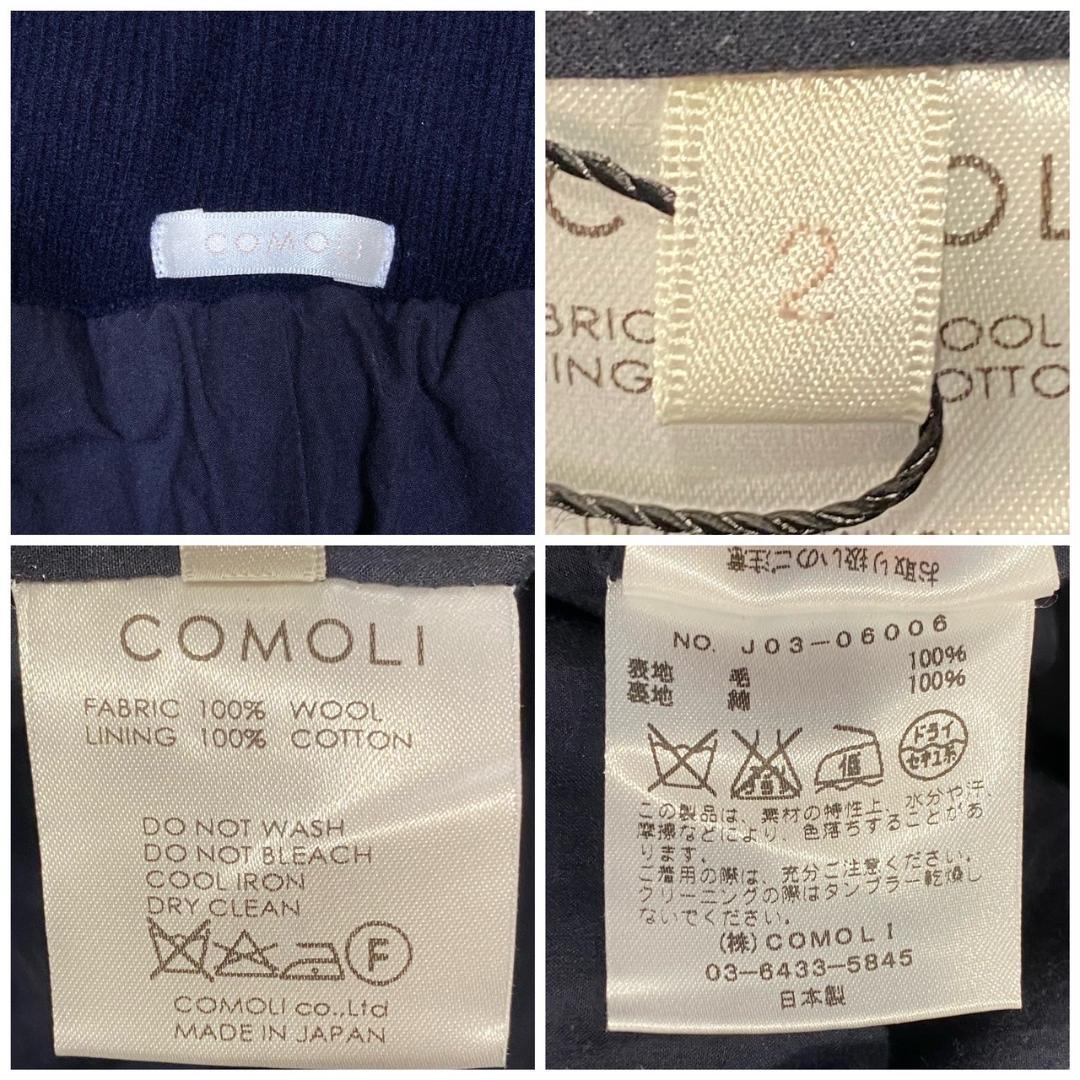 COMOLI
2
COMOLI
FABRIC 100% WOOL
LINING 100% COTTON
DO NOT WASH
DO NOT BLEACH
COOL IRON
DRY CLEAN
F
COMOLI co.,Ltd
MADE IN JAPAN
お取り扱いのご注意
NO. J03-06006
表地 毛 100%
裏地 綿 100%
エンソサラシ 低 ドライ セキユ系
この製品は、素材の特性上、水分や汗、
摩擦などにより、色落ちすることがあ
ります。
ご着用の際は、充分ご注意ください。
クリーニングの際はタンブラー乾燥し
ないでください。
(株)COMOLI
03-6433-5845
日本製